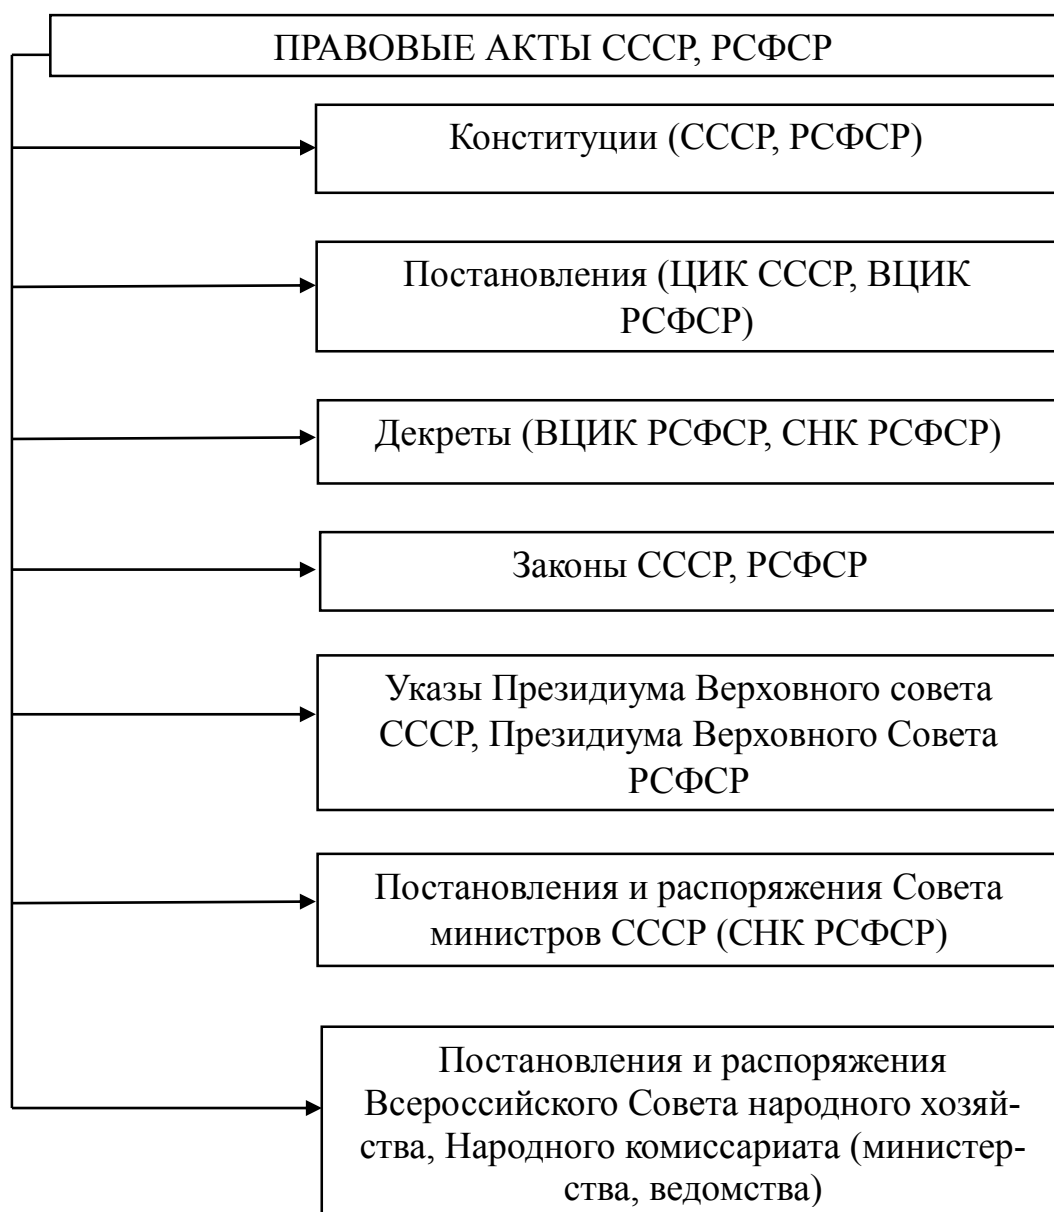 ПРАВОВЫЕ АКТЫ СССР, РСФСР
Конституции (СССР, РСФСР)
Постановления (ЦИК СССР, ВЦИК
РСФСР)
Декреты (ВЦИК РСФСР, СНК РСФСР)
Законы СССР, РСФСР
Указы Президиума Верховного совета
СССР, Президиума Верховного Совета
РСФСР
Постановления и распоряжения Совета
министров СССР (СНК РСФСР)
Постановления и распоряжения
Всероссийского Совета народного хозяй-
ства, Народного комиссариата (министер-
ства, ведомства)